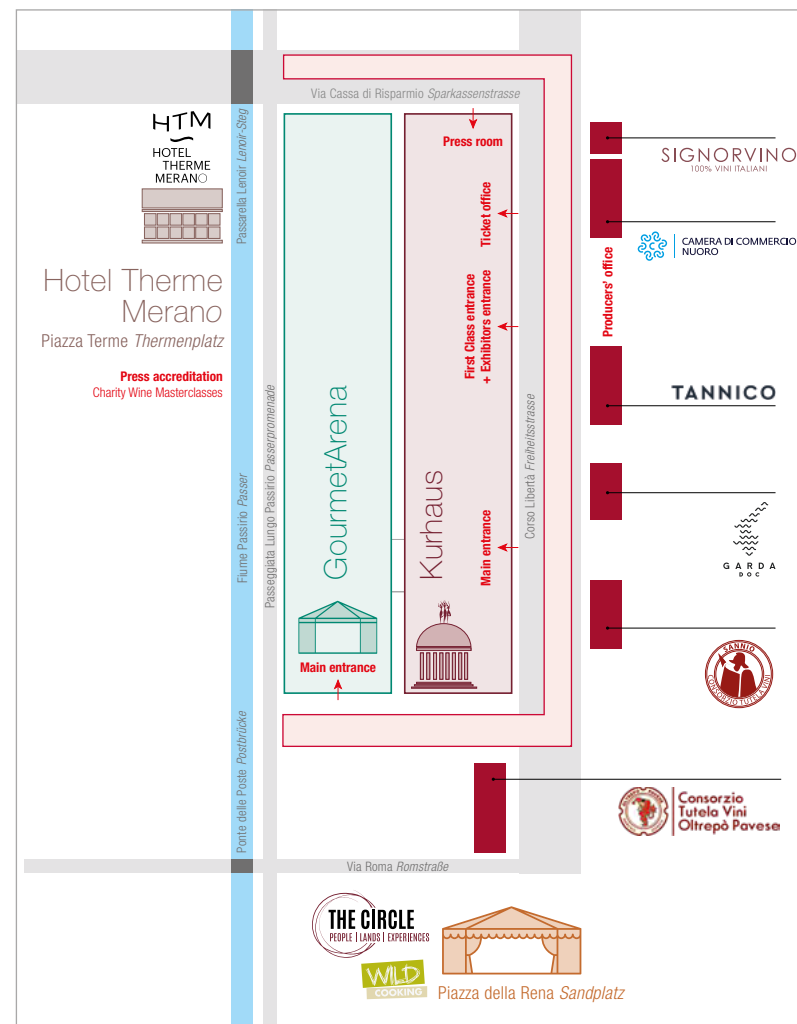 Via Cassa di Risparmio Sparkassenstrasse
HTM
HOTEL
THERME
MERANO
Hotel Therme
Merano
Piazza Terme Thermenplatz
Press accreditation
Charity Wine Masterclasses
Passarella Lenoir Lenoir-Steg
Fiume Passirio Passer
Ponte delle Poste Postbrücke
Passeggiata Lungo Passirio Passerpromenade
GourmetArena
Main entrance
Kurhaus
Press room
Ticket office
First Class entrance
+ Exhibitors entrance
Main entrance
Corso Libertà Freiheitsstrasse
Producers' office
SIGNORVINO
100% VINI ITALIANI
CAMERA DI COMMERCIO
NUORO
TANNICO
GARDA
DOC
SANNIO
CONSORZIO TUTELA VINI
Consorzio
Tutela Vini
Oltrepò Pavese
Via Roma Romstraße
THE CIRCLE
PEOPLE | LANDS | EXPERIENCES
WILD
COOKING
Piazza della Rena Sandplatz